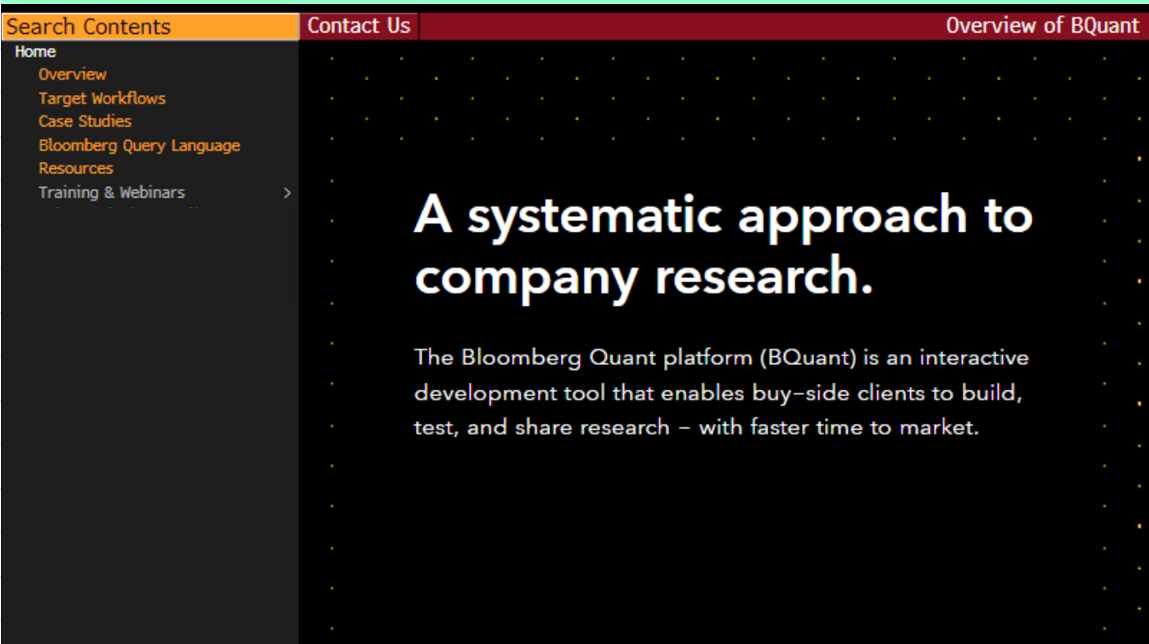 Search Contents
Contact Us
Overview of BQuant
Home
Overview
Target Workflows
Case Studies
Bloomberg Query Language
Resources
Training & Webinars >
A systematic approach to
company research.
The Bloomberg Quant platform (BQuant) is an interactive
development tool that enables buy-side clients to build,
test, and share research – with faster time to market.